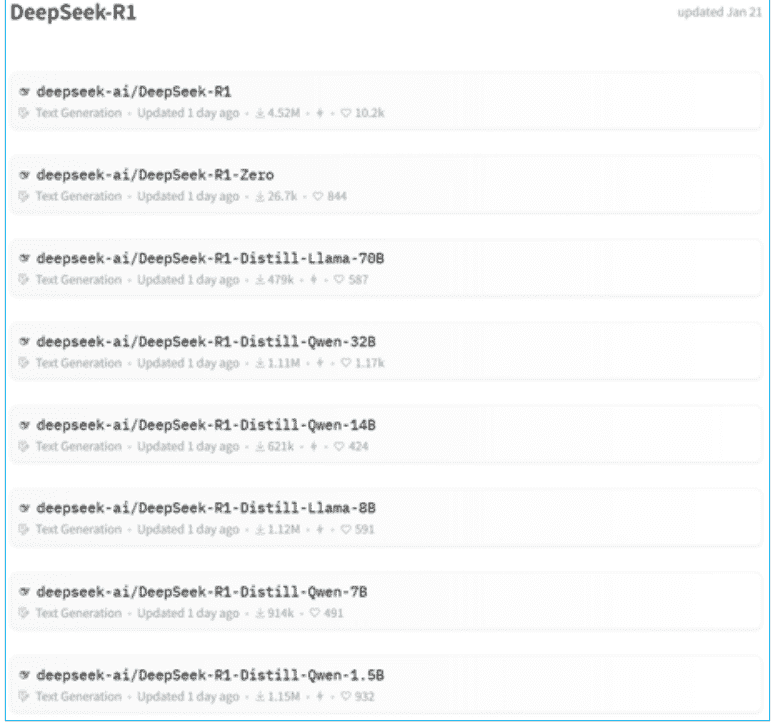 DeepSeek-R1
updated Jan 21
deepseek-ai/DeepSeek-R1
Text Generation • Updated 1 day ago • 4.52M • • 10.2k
deepseek-ai/DeepSeek-R1-Zero
Text Generation • Updated 1 day ago • 26.7k • 844
deepseek-ai/DeepSeek-R1-Distill-Llama-70B
Text Generation • Updated 1 day ago • 479k • • 587
deepseek-ai/DeepSeek-R1-Distill-Qwen-32B
Text Generation • Updated 1 day ago • 1.11M • • 1.17k
deepseek-ai/DeepSeek-R1-Distill-Qwen-14B
Text Generation • Updated 1 day ago • 621k • • 424
deepseek-ai/DeepSeek-R1-Distill-Llama-8B
Text Generation • Updated 1 day ago • 1.12M • • 591
deepseek-ai/DeepSeek-R1-Distill-Qwen-7B
Text Generation • Updated 1 day ago • 914k • 491
deepseek-ai/DeepSeek-R1-Distill-Qwen-1.5B
Text Generation • Updated 1 day ago • 1.15M • • 932